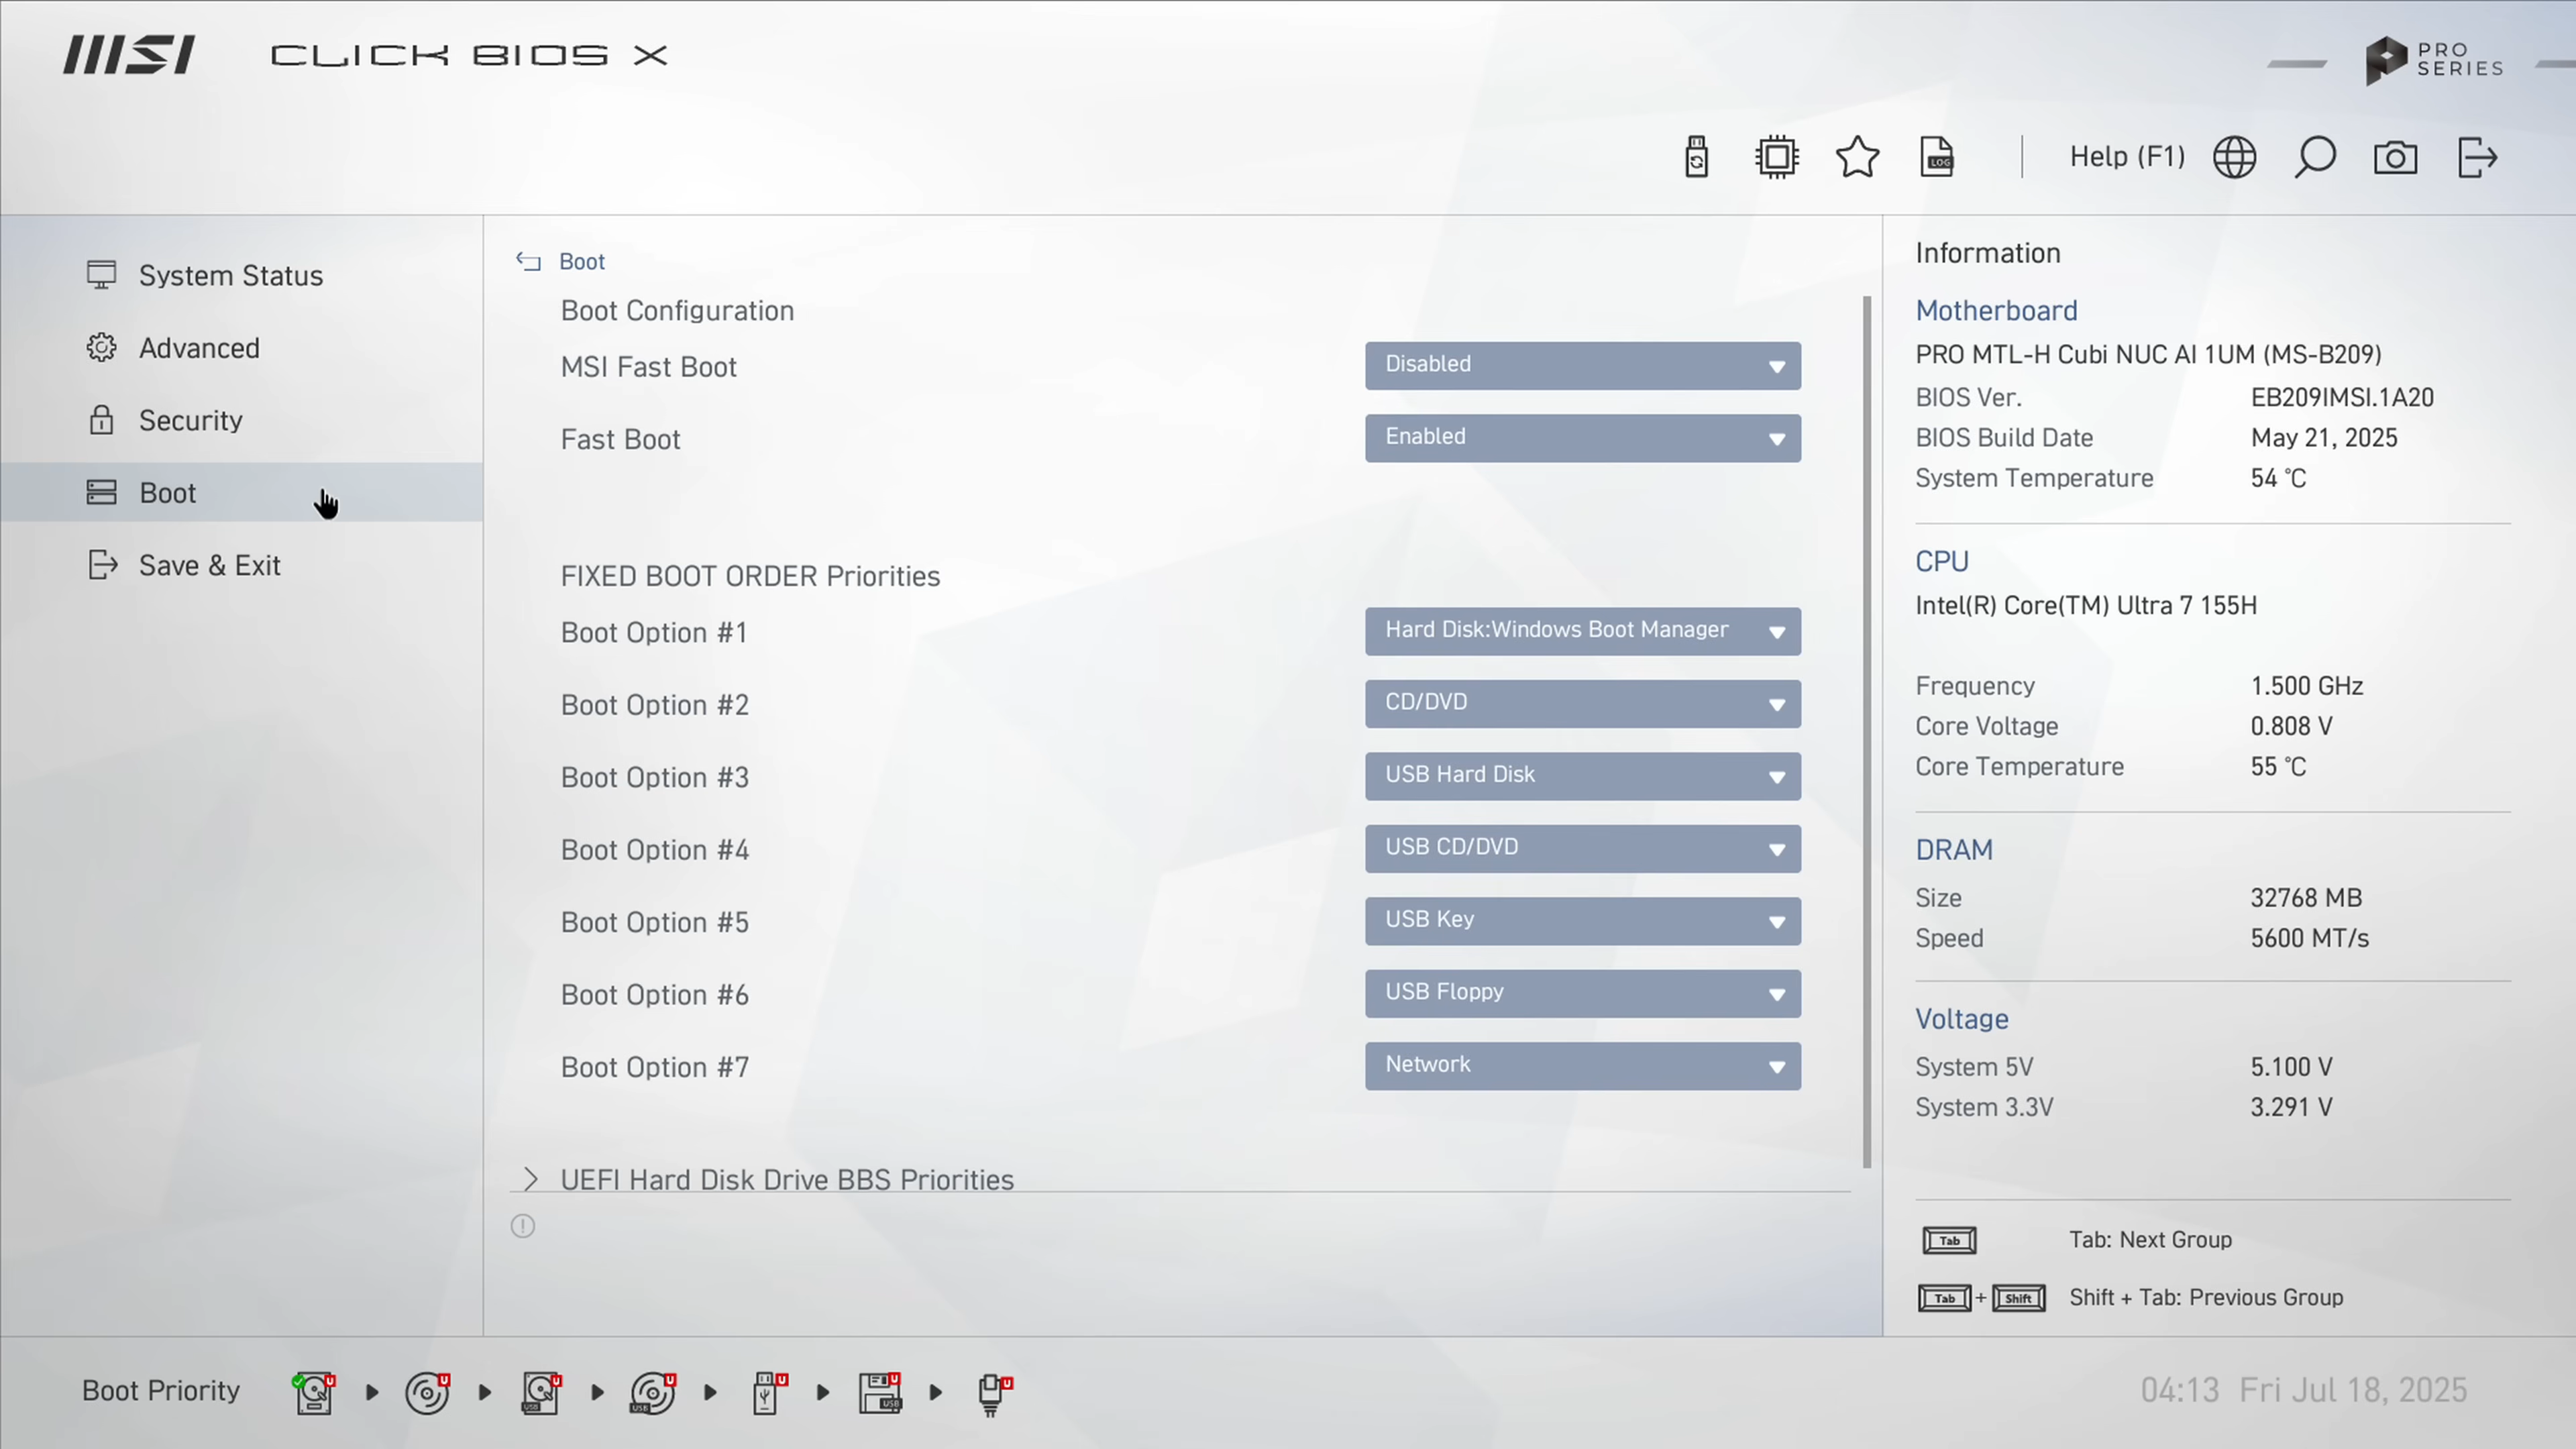 msi CLICK BIOS X
PRO SERIES
LOG
Help (F1)
System Status
Advanced
Security
Boot
Save & Exit
Boot
Boot Configuration
MSI Fast Boot Disabled
Fast Boot Enabled
FIXED BOOT ORDER Priorities
Boot Option #1 Hard Disk:Windows Boot Manager
Boot Option #2 CD/DVD
Boot Option #3 USB Hard Disk
Boot Option #4 USB CD/DVD
Boot Option #5 USB Key
Boot Option #6 USB Floppy
Boot Option #7 Network
UEFI Hard Disk Drive BBS Priorities
Information
Motherboard
PRO MTL-H Cubi NUC AI 1UM (MS-B209)
BIOS Ver. EB209IMSI.1A20
BIOS Build Date May 21, 2025
System Temperature 54 °C
CPU
Intel(R) Core(TM) Ultra 7 155H
Frequency 1.500 GHz
Core Voltage 0.808 V
Core Temperature 55 °C
DRAM
Size 32768 MB
Speed 5600 MT/s
Voltage
System 5V 5.100 V
System 3.3V 3.291 V
Tab Tab: Next Group
Tab + Shift Shift + Tab: Previous Group
Boot Priority U U USB U USB U U USB U U
04:13 Fri Jul 18, 2025